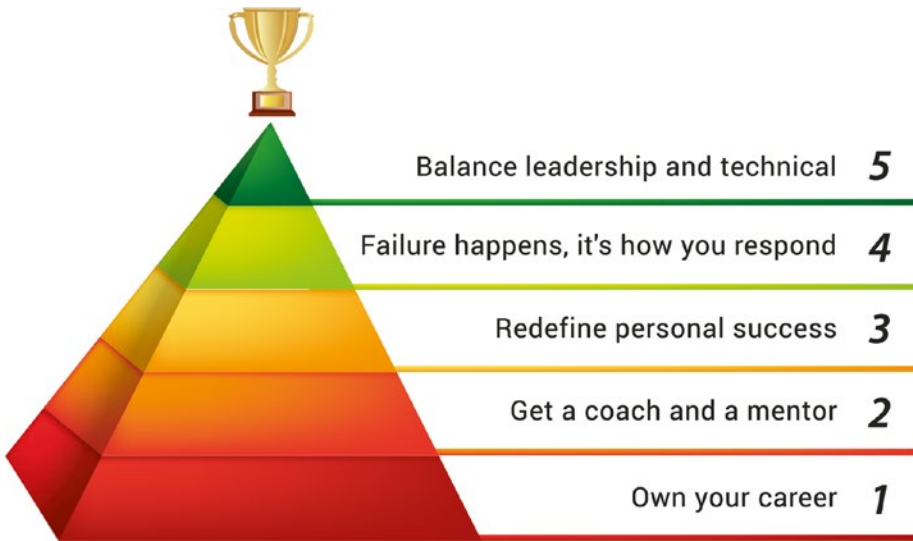 Balance leadership and technical 5
Failure happens, it's how you respond 4
Redefine personal success 3
Get a coach and a mentor 2
Own your career 1